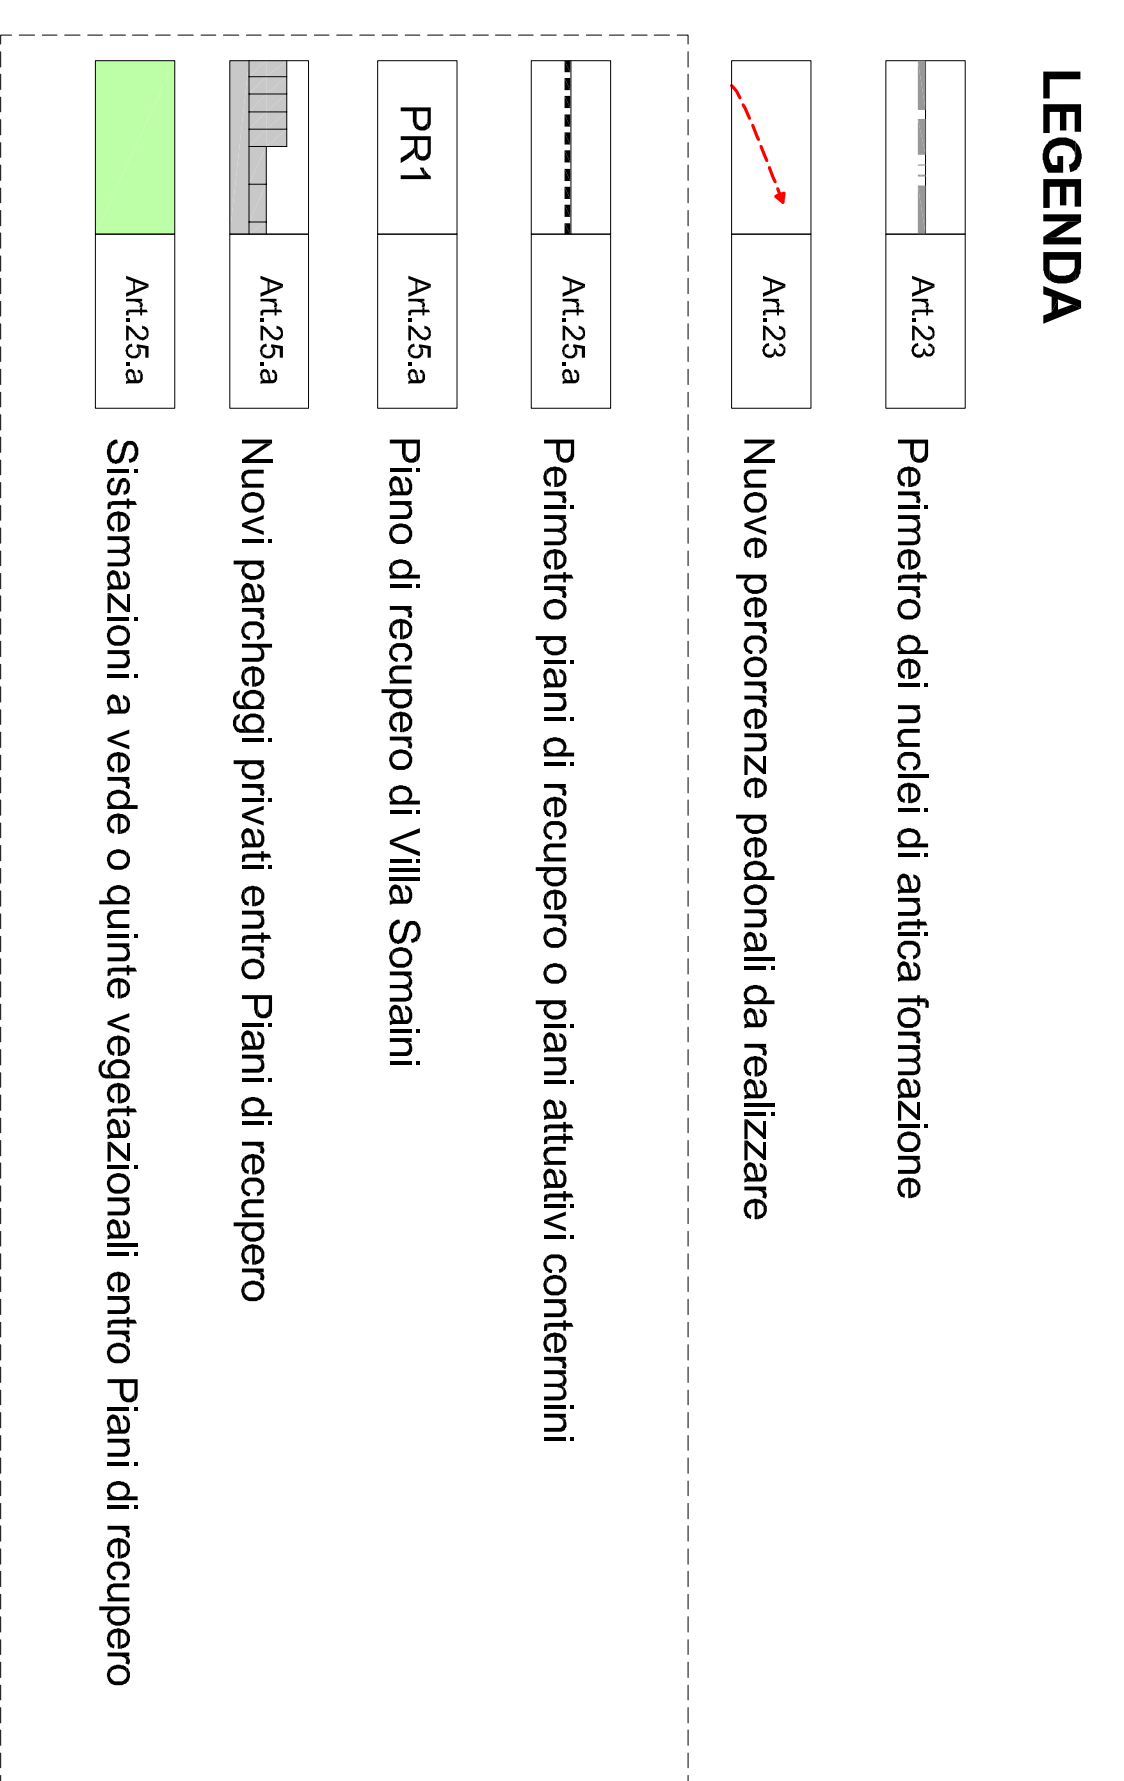 LEGENDA
Art.23 Perimetro dei nuclei di antica formazione
Art.23 Nuove percorrenze pedonali da realizzare
Art.25.a Perimetro piani di recupero o piani attuativi contermini
PR1 Art.25.a Piano di recupero di Villa Somaini
Art.25.a Nuovi parcheggi privati entro Piani di recupero
Art.25.a Sistemazioni a verde o quinte vegetazionali entro Piani di recupero